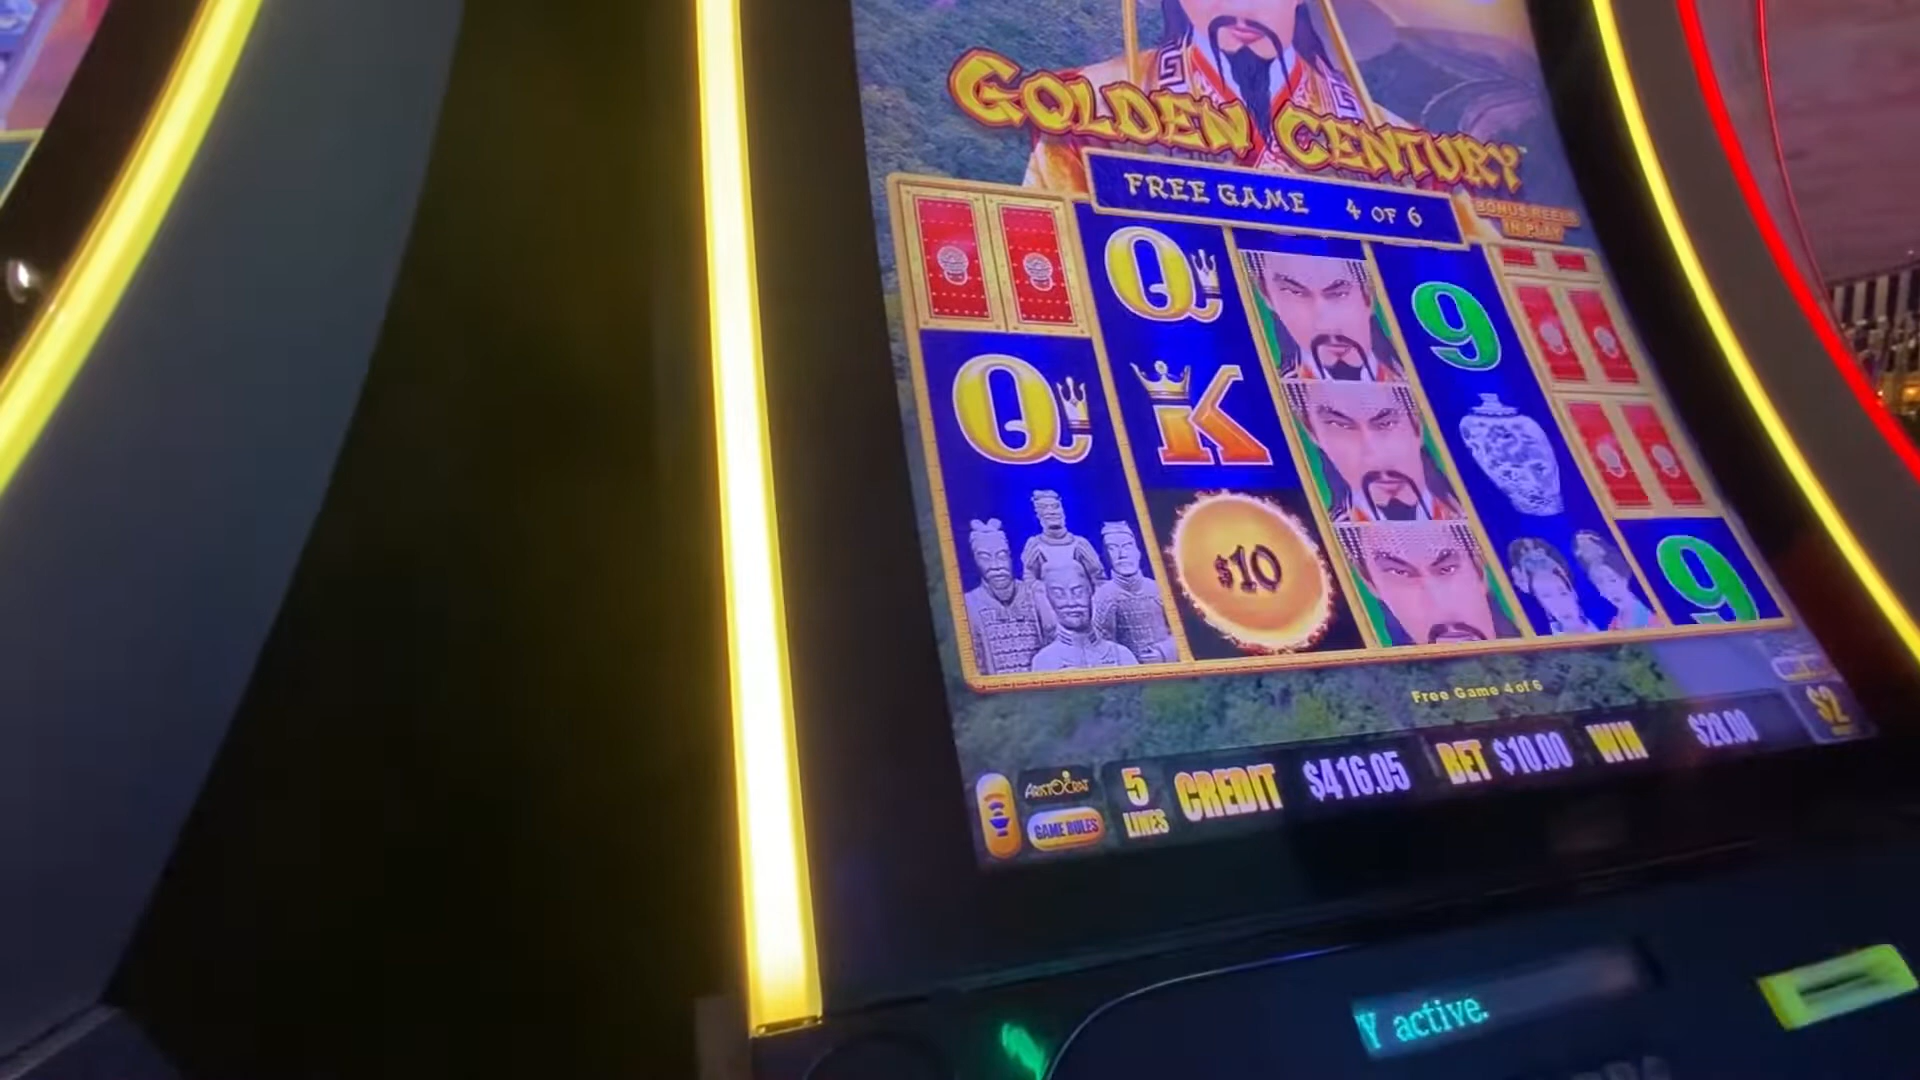 GOLDEN CENTURY
FREE GAME 4 OF 6
BONUS REELS
IN PLAY
Q
9
Q
K
$10
9
Free Game 4 of 6
ARISTOCRAT
GAME RULES
5
LINES
CREDIT $416.05 BET $10.00 WIN $28.00
$2
Y active.